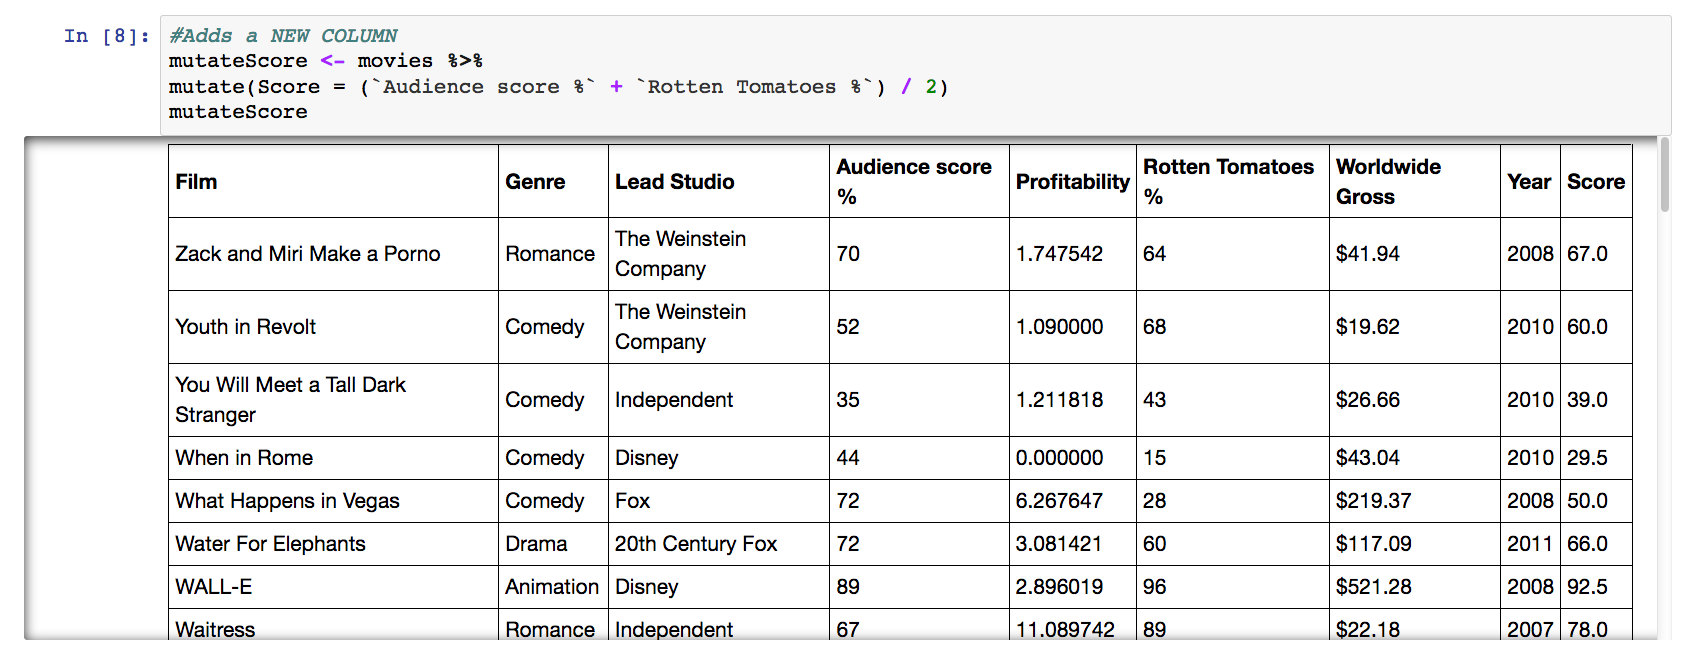 In [8]:
#Adds a NEW COLUMN
mutateScore <- movies %>%
mutate(Score = (`Audience score %` + `Rotten Tomatoes %`) / 2)
mutateScore
Film Genre Lead Studio Audience score % Profitability Rotten Tomatoes % Worldwide Gross Year Score
Zack and Miri Make a Porno Romance The Weinstein Company 70 1.747542 64 $41.94 2008 67.0
Youth in Revolt Comedy The Weinstein Company 52 1.090000 68 $19.62 2010 60.0
You Will Meet a Tall Dark Stranger Comedy Independent 35 1.211818 43 $26.66 2010 39.0
When in Rome Comedy Disney 44 0.000000 15 $43.04 2010 29.5
What Happens in Vegas Comedy Fox 72 6.267647 28 $219.37 2008 50.0
Water For Elephants Drama 20th Century Fox 72 3.081421 60 $117.09 2011 66.0
WALL-E Animation Disney 89 2.896019 96 $521.28 2008 92.5
Waitress Romance Independent 67 11.089742 89 $22.18 2007 78.0